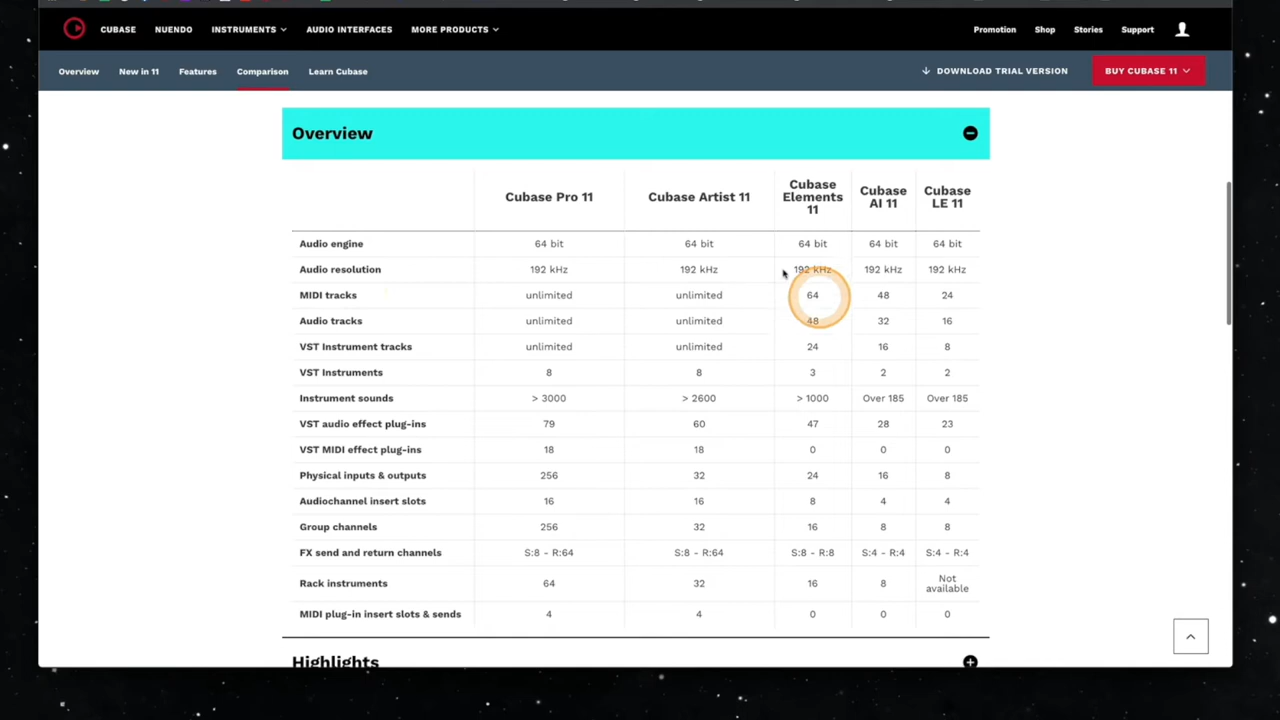 CUBASE NUENDO INSTRUMENTS AUDIO INTERFACES MORE PRODUCTS Promotion Shop Stories Support
Overview New in 11 Features Comparison Learn Cubase DOWNLOAD TRIAL VERSION BUY CUBASE 11
Overview
Cubase Pro 11 Cubase Artist 11 Cubase Elements 11 Cubase AI 11 Cubase LE 11
Audio engine 64 bit 64 bit 64 bit 64 bit 64 bit
Audio resolution 192 kHz 192 kHz 192 kHz 192 kHz 192 kHz
MIDI tracks unlimited unlimited 64 48 24
Audio tracks unlimited unlimited 48 32 16
VST Instrument tracks unlimited unlimited 24 16 8
VST Instruments 8 8 3 2 2
Instrument sounds > 3000 > 2600 > 1000 Over 185 Over 185
VST audio effect plug-ins 79 60 47 28 23
VST MIDI effect plug-ins 18 18 0 0 0
Physical inputs & outputs 256 32 24 16 8
Audiochannel insert slots 16 16 8 4 4
Group channels 256 32 16 8 8
FX send and return channels S:8 - R:64 S:8 - R:64 S:8 - R:8 S:4 - R:4 S:4 - R:4
Rack instruments 64 32 16 8 Not available
MIDI plug-in insert slots & sends 4 4 0 0 0
Highlights